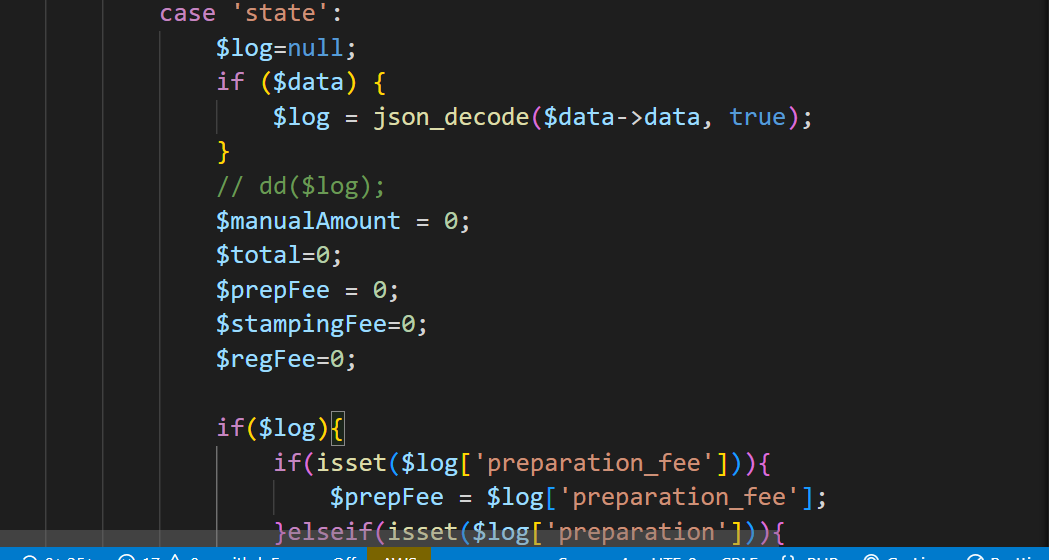 case 'state':
$log=null;
if ($data) {
$log = json_decode($data->data, true);
}
// dd($log);
$manualAmount = 0;
$total=0;
$prepFee = 0;
$stampingFee=0;
$regFee=0;
if($log){
if(isset($log['preparation_fee'])){
$prepFee = $log['preparation_fee'];
}elseif(isset($log['preparation'])){